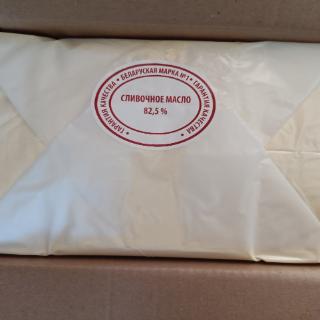 • БЕЛАРУСКАЯ МАРКА №1 •
ГАРАНТИЯ КАЧЕСТВА
СЛИВОЧНОЕ МАСЛО
82,5 %
ГАРАНТИЯ КАЧЕСТВА